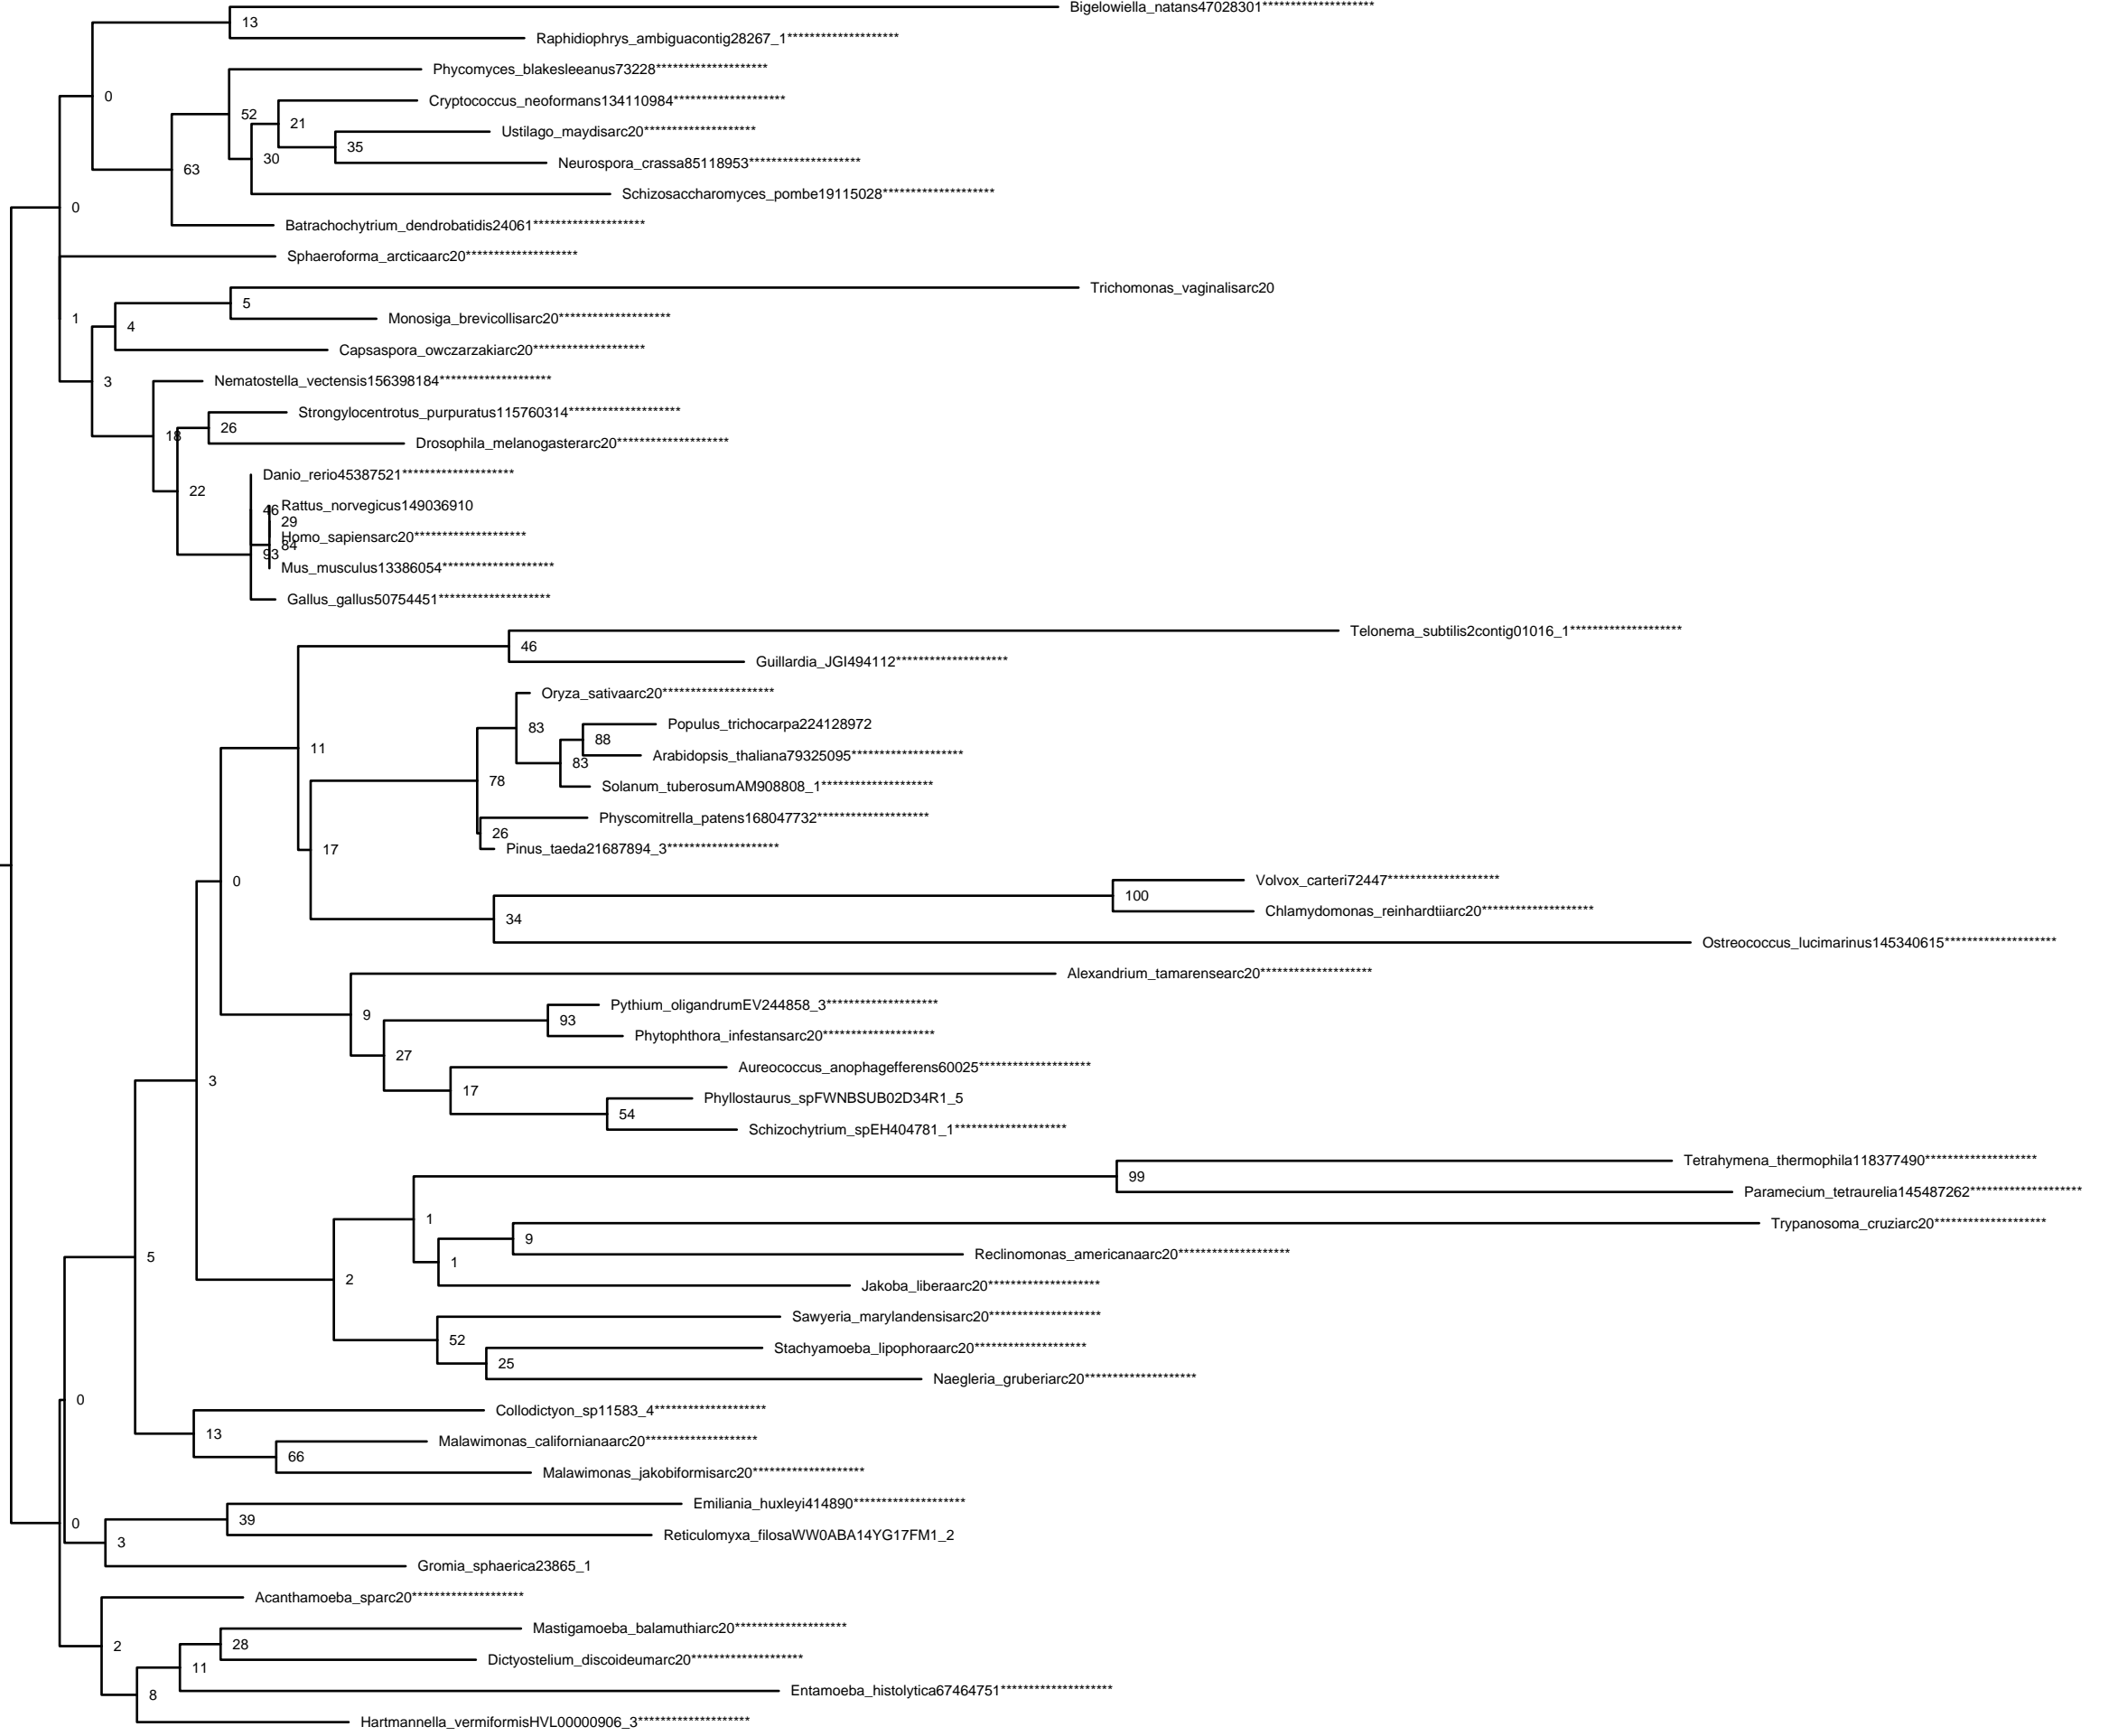 Bigelowiella_natans47028301********************
13
Raphidiophrys_ambiguacontig28267_1********************
Phycomyces_blakesleeanus73228********************
0
Cryptococcus_neoformans134110984********************
52
21
Ustilago_maydisarc20********************
35
30
Neurospora_crassa85118953********************
63
Schizosaccharomyces_pombe19115028********************
0
Batrachochytrium_dendrobatidis24061********************
Sphaeroforma_arcticaarc20********************
Trichomonas_vaginalisarc20
5
1
Monosiga_brevicollisarc20********************
4
Capsaspora_owczarzakiarc20********************
3
Nematostella_vectensis156398184********************
Strongylocentrotus_purpuratus115760314********************
26
18
Drosophila_melanogasterarc20********************
Danio_rerio45387521********************
22
Rattus_norvegicus149036910
46
29
Homo_sapiensarc20********************
84
93
Mus_musculus13386054********************
Gallus_gallus50754451********************
Telonema_subtilis2contig01016_1********************
46
Guillardia_JGI494112********************
Oryza_sativaarc20********************
Populus_trichocarpa224128972
83
88
11
Arabidopsis_thaliana79325095********************
83
78
Solanum_tuberosumAM908808_1********************
Physcomitrella_patens168047732********************
26
17
Pinus_taeda21687894_3********************
0
Volvox_carteri72447********************
100
Chlamydomonas_reinhardtiiarc20********************
34
Ostreococcus_lucimarinus145340615********************
Alexandrium_tamarensearc20********************
Pythium_oligandrumEV244858_3********************
9
93
Phytophthora_infestansarc20********************
27
Aureococcus_anophagefferens60025********************
3
17
Phyllostaurus_spFWNBSUB02D34R1_5
54
Schizochytrium_spEH404781_1********************
Tetrahymena_thermophila118377490********************
99
Paramecium_tetraurelia145487262********************
1
Trypanosoma_cruziarc20********************
9
5
Reclinomonas_americanaarc20********************
1
2
Jakoba_liberaarc20********************
Sawyeria_marylandensisarc20********************
52
Stachyamoeba_lipophoraarc20********************
25
Naegleria_gruberiarc20********************
0
Collodictyon_sp11583_4********************
13
Malawimonas_californianaarc20********************
66
Malawimonas_jakobiformisarc20********************
Emiliania_huxleyi414890********************
39
0
Reticulomyxa_filosaWW0ABA14YG17FM1_2
3
Gromia_sphaerica23865_1
Acanthamoeba_sparc20********************
Mastigamoeba_balamuthiarc20********************
28
2
Dictyostelium_discoideumarc20********************
11
Entamoeba_histolytica67464751********************
8
Hartmannella_vermiformisHVL00000906_3********************